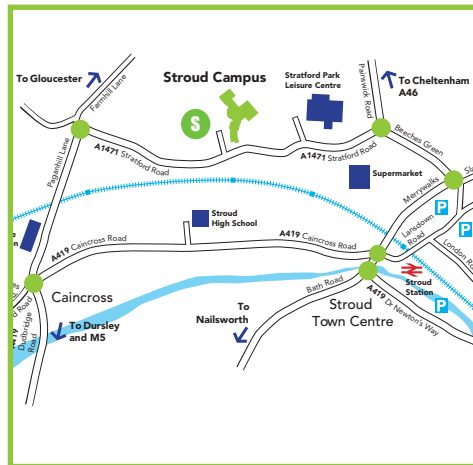 To Gloucester
Farmhill Lane
Stroud Campus
S
Stratford Park
Leisure Centre
Painswick Road
To Cheltenham
A46
Beeches Green
Paganhill Lane
A1471 Stratford Road
A1471 Stratford Road
Supermarket
Merrywalks
P
P
Stroud
High School
Lansdown
Road
London
A419 Caincross Road
A419 Caincross Road
Stroud
Station
Caincross
To
Nailsworth
Bath Road
Stroud
Town Centre
A419 Dr Newton's Way
P
To Dursley
and M5
Dudbridge
Road
A419